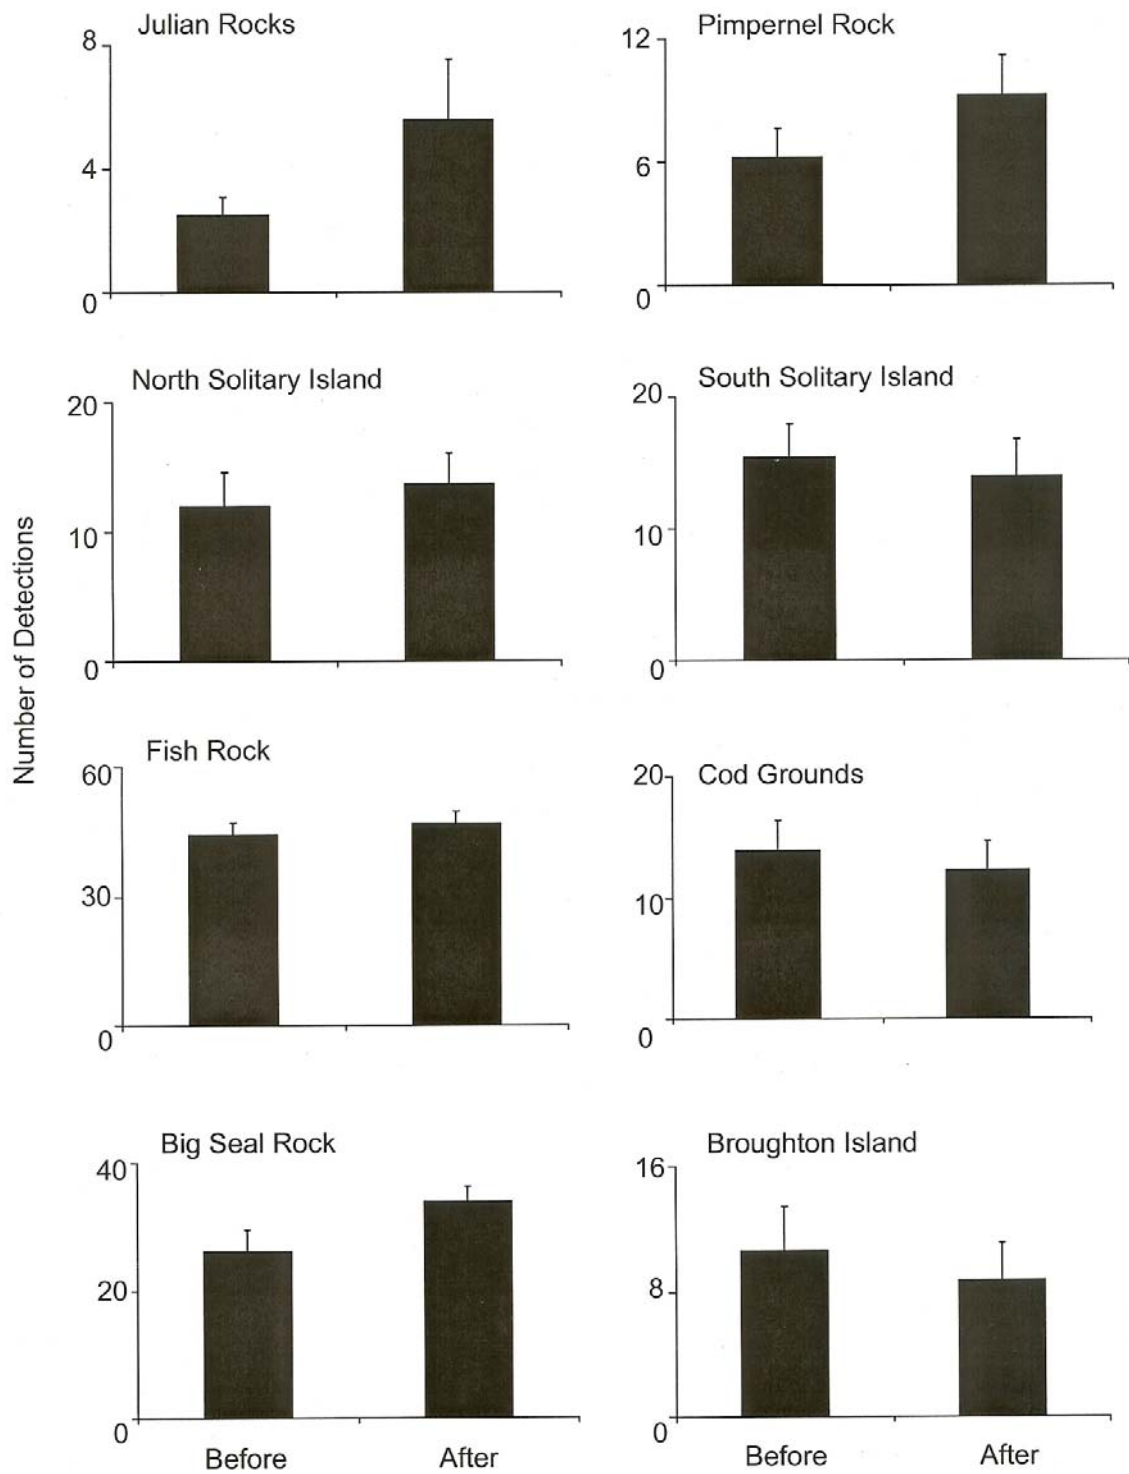 Julian Rocks
8
4
0
Pimpernel Rock
12
6
0
North Solitary Island
20
10
0
South Solitary Island
20
10
0
Number of Detections
Fish Rock
60
30
0
Cod Grounds
20
10
0
Big Seal Rock
40
20
0
Before After
Broughton Island
16
8
0
Before After